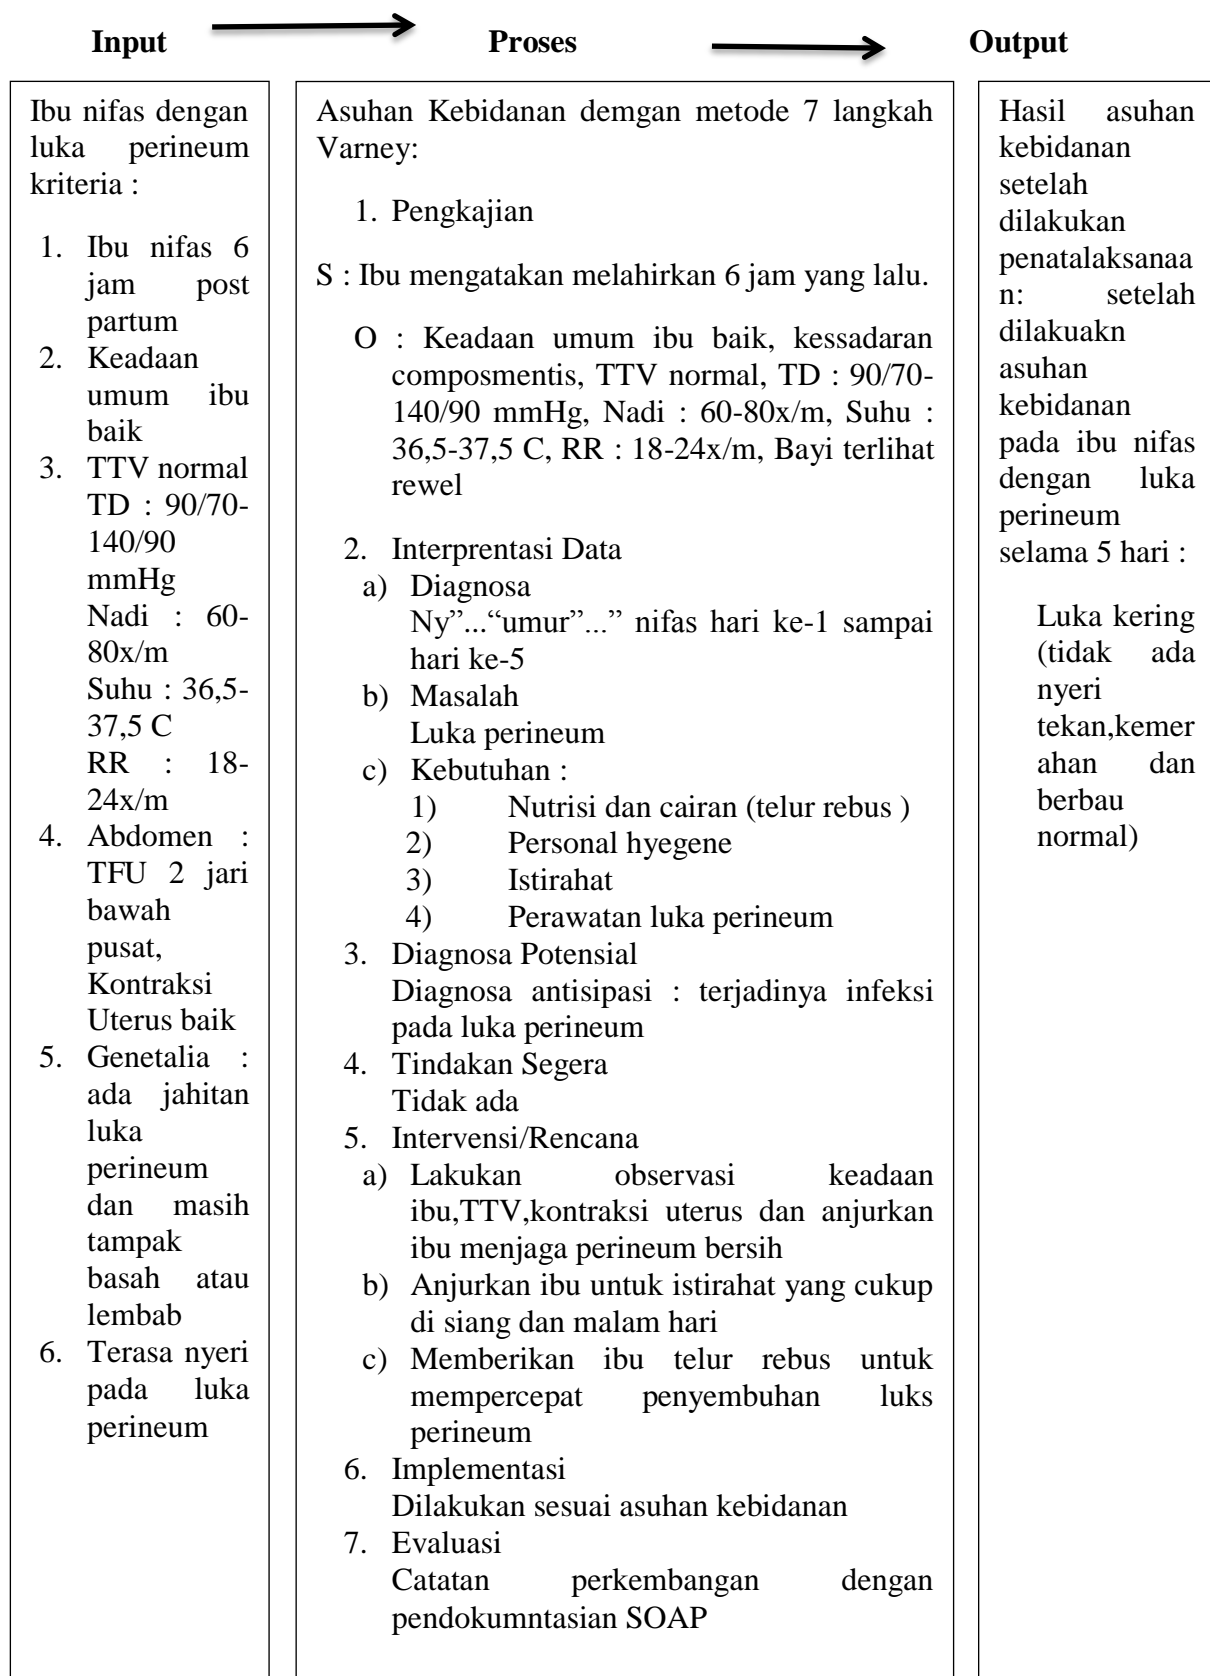 Input
Proses
Output
Ibu nifas dengan
luka perineum
kriteria :
1. Ibu nifas 6
jam post
partum
2. Keadaan
umum ibu
baik
3. TTV normal
TD : 90/70-
140/90
mmHg
Nadi : 60-
80x/m
Suhu : 36,5-
37,5 C
RR : 18-
24x/m
4. Abdomen :
TFU 2 jari
bawah
pusat,
Kontraksi
Uterus baik
5. Genetalia :
ada jahitan
luka
perineum
dan masih
tampak
basah atau
lembab
6. Terasa nyeri
pada luka
perineum
Asuhan Kebidanan demgan metode 7 langkah
Varney:
1. Pengkajian
S : Ibu mengatakan melahirkan 6 jam yang lalu.
O : Keadaan umum ibu baik, kessadaran
composmentis, TTV normal, TD : 90/70-
140/90 mmHg, Nadi : 60-80x/m, Suhu :
36,5-37,5 C, RR : 18-24x/m, Bayi terlihat
rewel
2. Interprentasi Data
a) Diagnosa
Ny”...“umur”...” nifas hari ke-1 sampai
hari ke-5
b) Masalah
Luka perineum
c) Kebutuhan :
1) Nutrisi dan cairan (telur rebus )
2) Personal hyegene
3) Istirahat
4) Perawatan luka perineum
3. Diagnosa Potensial
Diagnosa antisipasi : terjadinya infeksi
pada luka perineum
4. Tindakan Segera
Tidak ada
5. Intervensi/Rencana
a) Lakukan observasi keadaan
ibu,TTV,kontraksi uterus dan anjurkan
ibu menjaga perineum bersih
b) Anjurkan ibu untuk istirahat yang cukup
di siang dan malam hari
c) Memberikan ibu telur rebus untuk
mempercepat penyembuhan luks
perineum
6. Implementasi
Dilakukan sesuai asuhan kebidanan
7. Evaluasi
Catatan perkembangan dengan
pendokumntasian SOAP
Hasil asuhan
kebidanan
setelah
dilakukan
penatalaksanaa
n: setelah
dilakuakn
asuhan
kebidanan
pada ibu nifas
dengan luka
perineum
selama 5 hari :
Luka kering
(tidak ada
nyeri
tekan,kemer
ahan dan
berbau
normal)